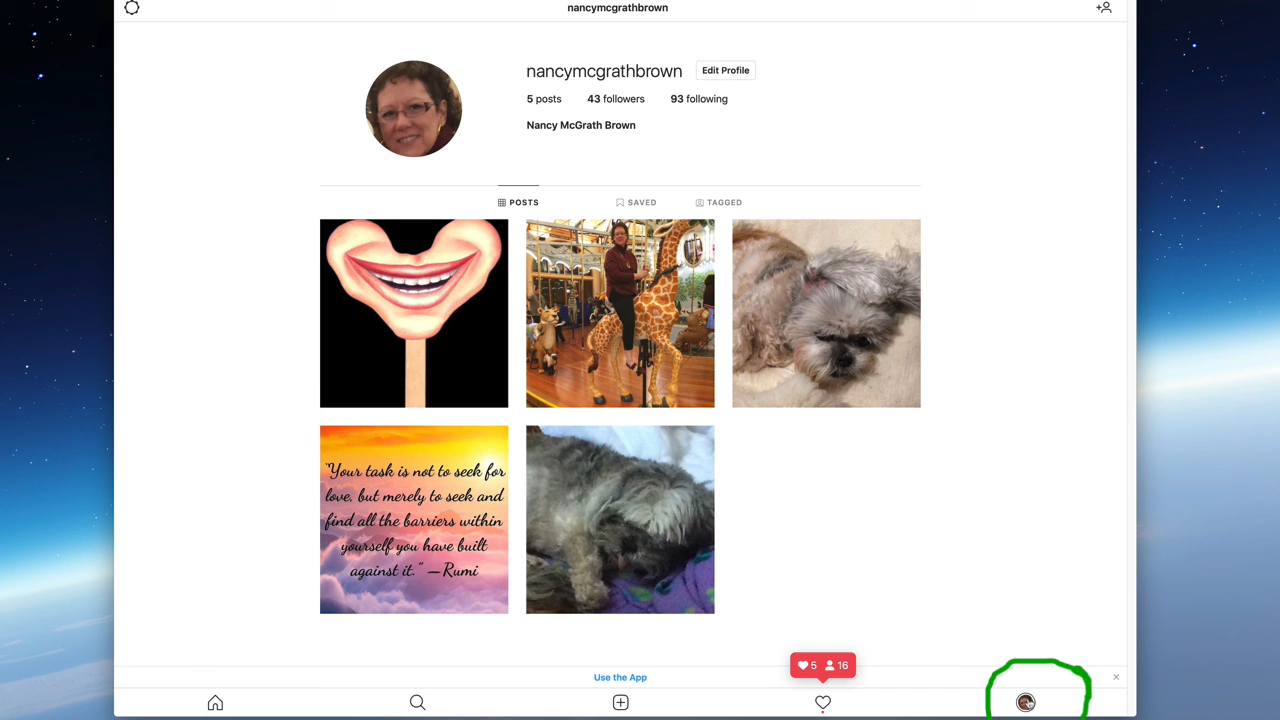 nancymcgrathbrown
nancymcgrathbrown Edit Profile
5 posts 43 followers 93 following
Nancy McGrath Brown
POSTS SAVED TAGGED
"Your task is not to seek for
love, but merely to seek and
find all the barriers within
yourself you have built
against it." —Rumi
5 16
Use the App